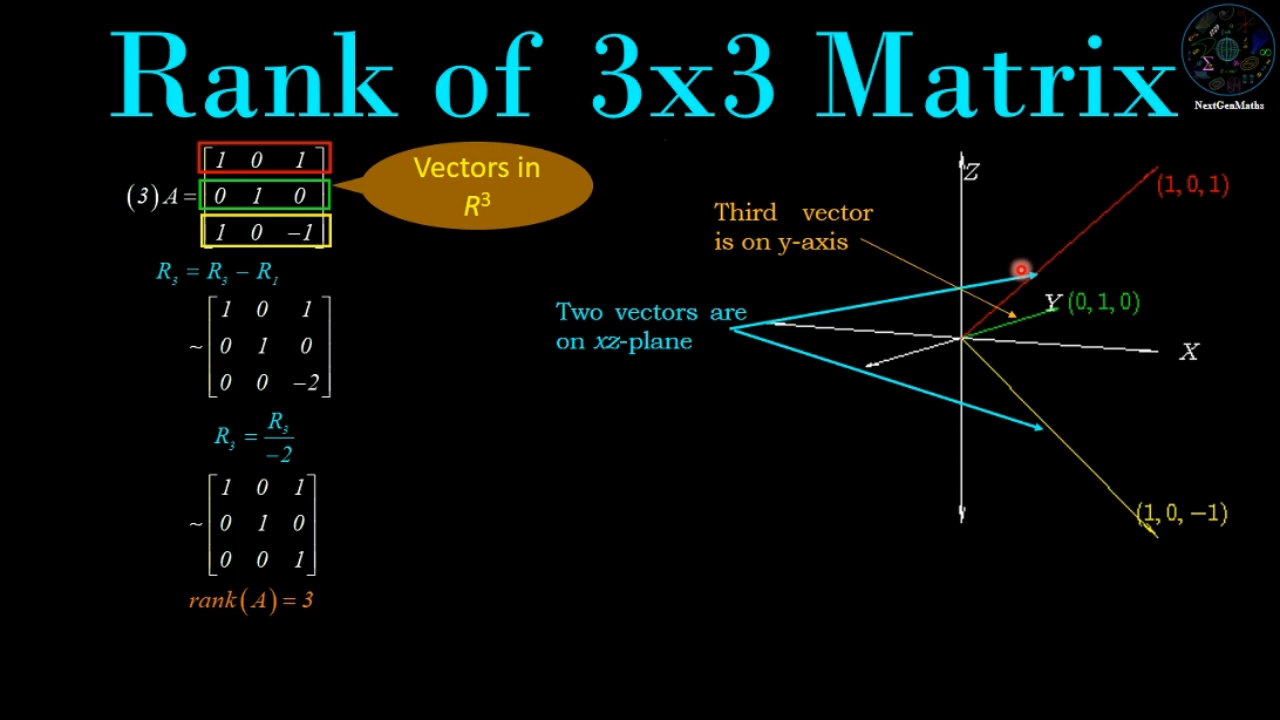 Rank of 3x3 Matrix
NextGenMaths
(3) A = [1 0 1
0 1 0
1 0 −1]
Vectors in
R³
R₃ = R₃ − R₁
~ [1 0 1
0 1 0
0 0 −2]
R₃ = R₃/−2
~ [1 0 1
0 1 0
0 0 1]
rank(A) = 3
Third vector
is on y-axis
Two vectors are
on xz-plane
Z
(1, 0, 1)
Y (0, 1, 0)
X
(1, 0, −1)